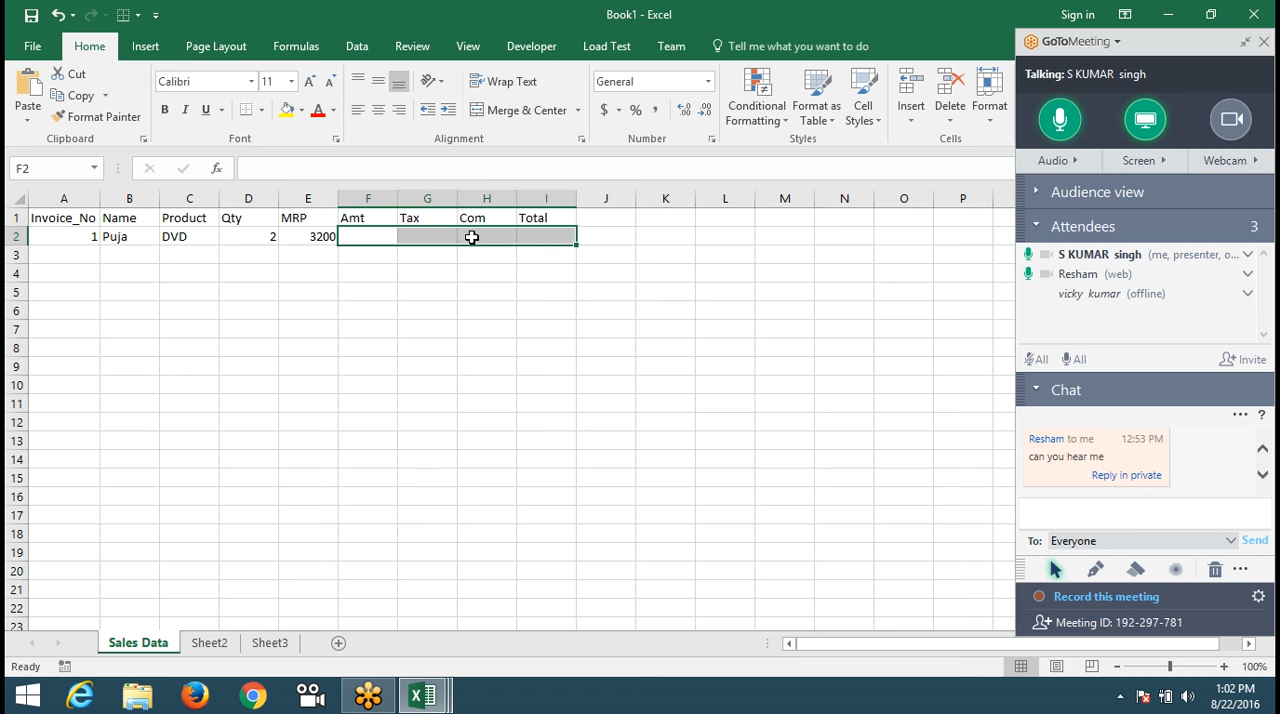 Book1 - Excel
Sign in
File Home Insert Page Layout Formulas Data Review View Developer Load Test Team Tell me what you want to do
Paste
Cut
Copy
Format Painter
Clipboard
Calibri 11
B I U
Font
Wrap Text
Merge & Center
Alignment
General
$ % ,
Number
Conditional Formatting
Format as Table
Cell Styles
Styles
Insert
Delete
Format
Cells
F2
fx
A B C D E F G H I J K L M N O P
1 Invoice_No Name Product Qty MRP Amt Tax Com Total
2 1 Puja DVD 2 3200
3
4
5
6
7
8
9
10
11
12
13
14
15
16
17
18
19
20
21
22
23
Sales Data Sheet2 Sheet3
Ready
100%
GoToMeeting
Talking: S KUMAR singh
Audio Screen Webcam
Audience view
Attendees 3
S KUMAR singh (me, presenter, o...
Resham (web)
vicky kumar (offline)
All All Invite
Chat
?
Resham to me 12:53 PM
can you hear me
Reply in private
To: Everyone Send
Record this meeting
Meeting ID: 192-297-781
1:02 PM
8/22/2016